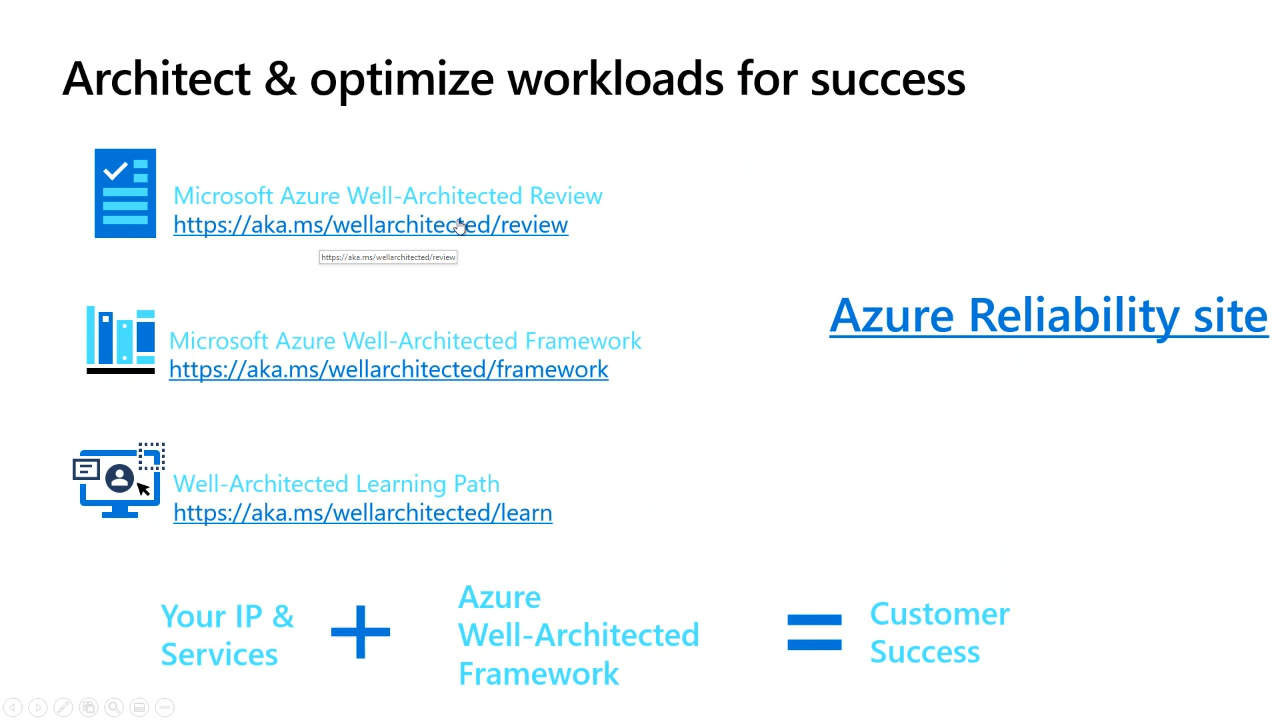 Architect & optimize workloads for success
Microsoft Azure Well-Architected Review
https://aka.ms/wellarchitected/review
https://aka.ms/wellarchitected/review
Azure Reliability site
Microsoft Azure Well-Architected Framework
https://aka.ms/wellarchitected/framework
Well-Architected Learning Path
https://aka.ms/wellarchitected/learn
Your IP &
Services
Azure
Well-Architected
Framework
Customer
Success